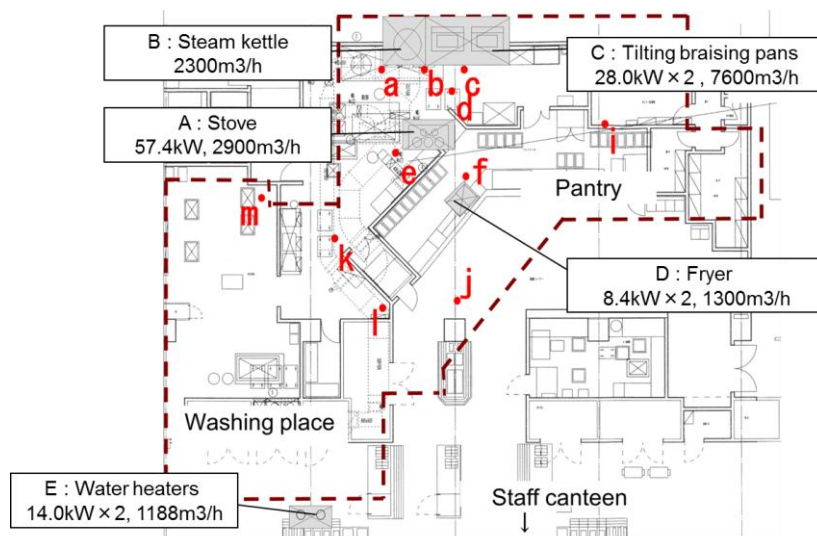 B : Steam kettle
2300m3/h
C : Tilting braising pans
28.0kW × 2 , 7600m3/h
a
b
c
d
A : Stove
57.4kW, 2900m3/h
i
e
f
Pantry
m
k
D : Fryer
8.4kW × 2, 1300m3/h
j
l
Washing place
E : Water heaters
14.0kW × 2, 1188m3/h
Staff canteen
↓